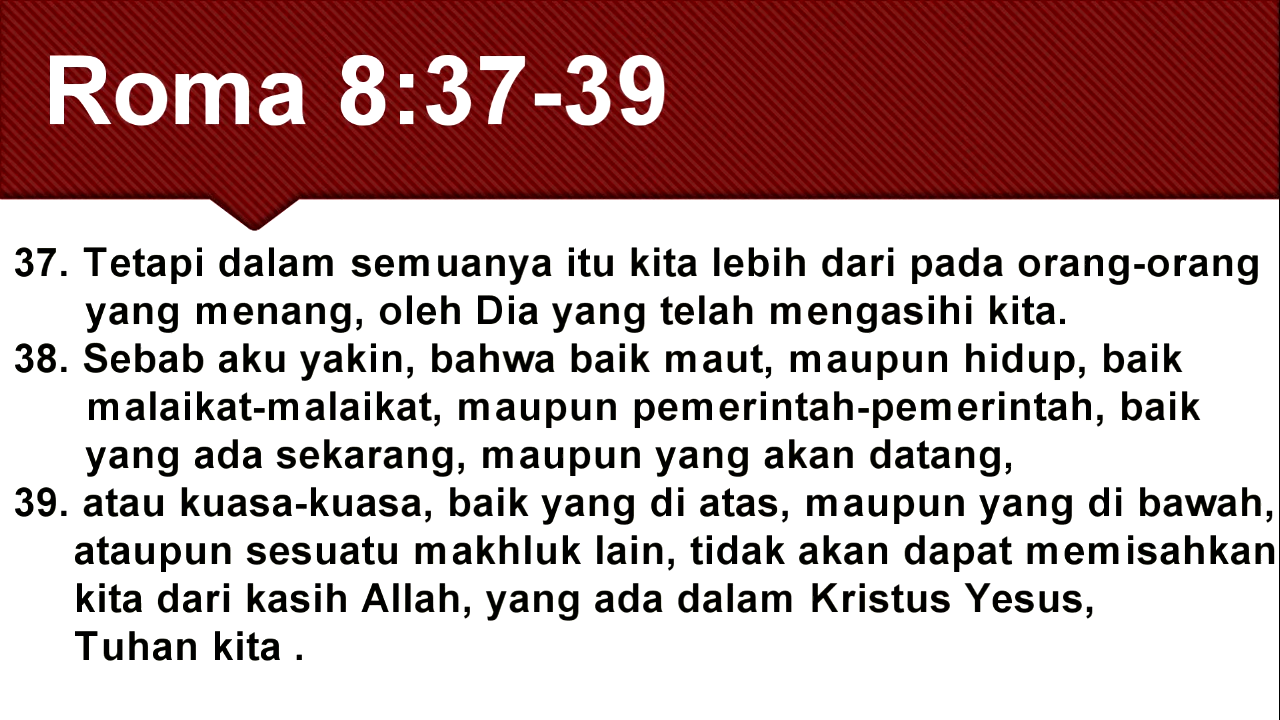 Roma 8:37-39
37. Tetapi dalam semuanya itu kita lebih dari pada orang-orang
yang menang, oleh Dia yang telah mengasihi kita.
38. Sebab aku yakin, bahwa baik maut, maupun hidup, baik
malaikat-malaikat, maupun pemerintah-pemerintah, baik
yang ada sekarang, maupun yang akan datang,
39. atau kuasa-kuasa, baik yang di atas, maupun yang di bawah,
ataupun sesuatu makhluk lain, tidak akan dapat memisahkan
kita dari kasih Allah, yang ada dalam Kristus Yesus,
Tuhan kita .